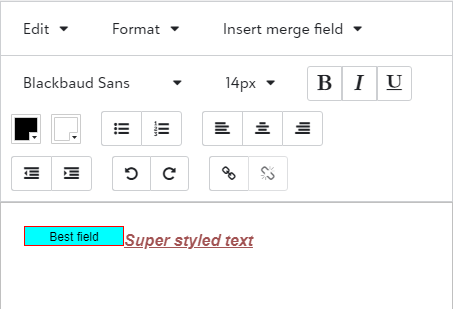 Edit Format Insert merge field
Blackbaud Sans 14px B I U
Best field Super styled text